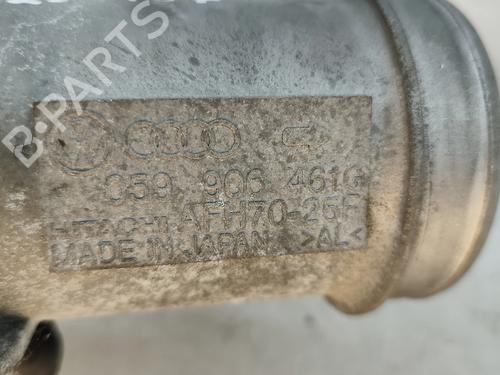 B-PARTS
059 906 461G
HITACHI AFH70-25F
MADE IN JAPAN >AL<